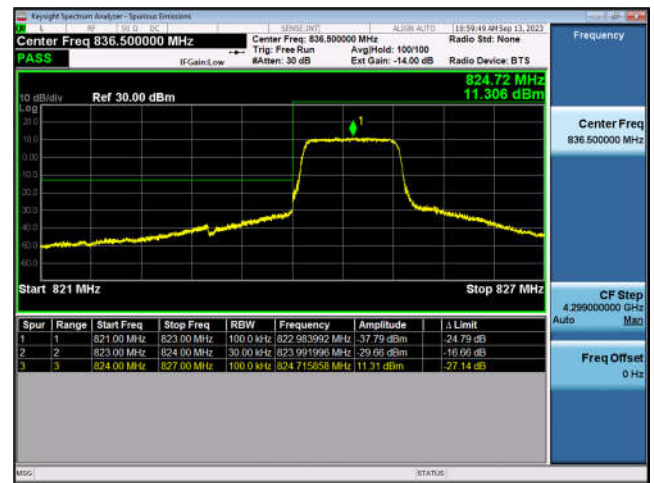 Keysight Spectrum Analyzer - Spurious Emissions
L RF 50 Ω DC SENSE:INT ALIGN AUTO 10:59:49 AM Sep 13, 2023
Center Freq 836.500000 MHz Center Freq: 836.500000 MHz Radio Std: None
PASS Trig: Free Run Avg|Hold: 100/100
IFGain:Low #Atten: 30 dB Ext Gain: -14.00 dB Radio Device: BTS
824.72 MHz
10 dB/div Ref 30.00 dBm 11.306 dBm
Log
20.0
10.0
0.00
-10.0
-20.0
-30.0
-40.0
-50.0
-60.0
1
Start 821 MHz Stop 827 MHz
Spur Range Start Freq Stop Freq RBW Frequency Amplitude Δ Limit
1 1 821.00 MHz 823.00 MHz 100.0 kHz 822.983992 MHz -37.79 dBm -24.79 dB
2 2 823.00 MHz 824.00 MHz 30.00 kHz 823.991996 MHz -29.66 dBm -16.66 dB
3 3 824.00 MHz 827.00 MHz 100.0 kHz 824.715858 MHz 11.31 dBm -27.14 dB
MSG STATUS
Frequency
Center Freq
836.500000 MHz
CF Step
4.299000000 GHz
Auto Man
Freq Offset
0 Hz